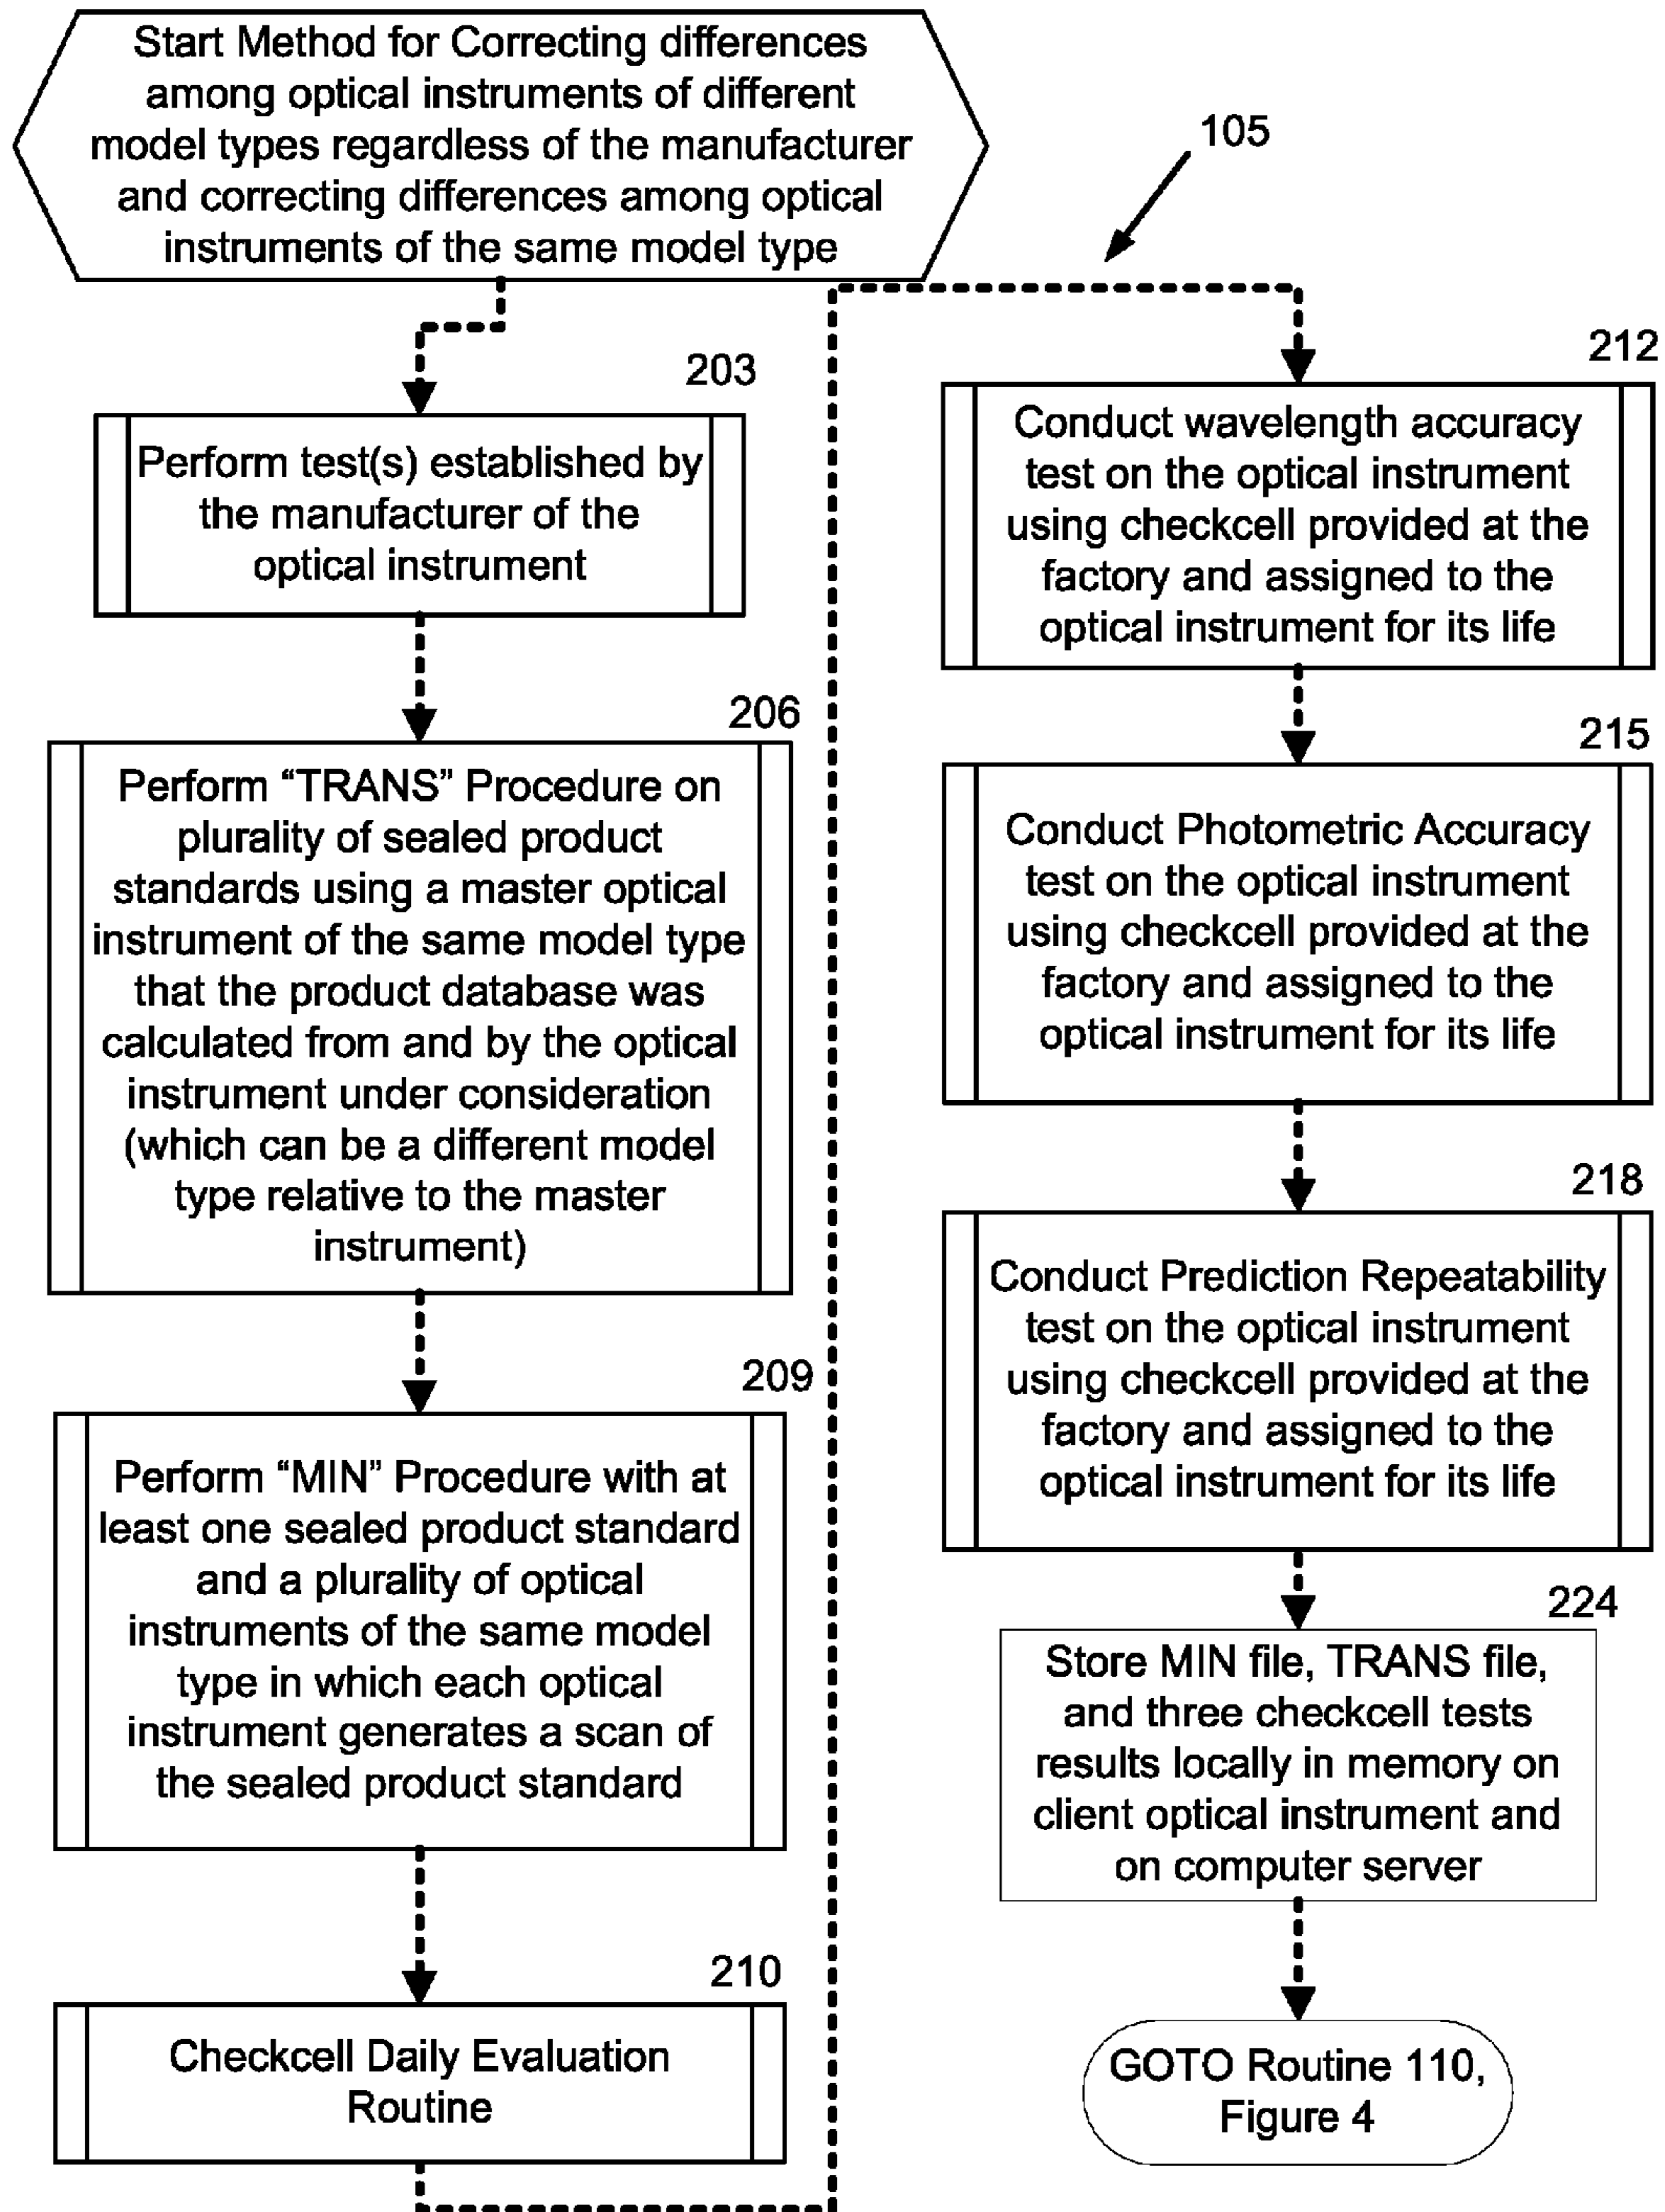 Start Method for Correcting differences
among optical instruments of different
model types regardless of the manufacturer
and correcting differences among optical
instruments of the same model type
105
203
Perform test(s) established by
the manufacturer of the
optical instrument
206
Perform “TRANS” Procedure on
plurality of sealed product
standards using a master optical
instrument of the same model type
that the product database was
calculated from and by the optical
instrument under consideration
(which can be a different model
type relative to the master
instrument)
209
Perform “MIN” Procedure with at
least one sealed product standard
and a plurality of optical
instruments of the same model
type in which each optical
instrument generates a scan of
the sealed product standard
210
Checkcell Daily Evaluation
Routine
212
Conduct wavelength accuracy
test on the optical instrument
using checkcell provided at the
factory and assigned to the
optical instrument for its life
215
Conduct Photometric Accuracy
test on the optical instrument
using checkcell provided at the
factory and assigned to the
optical instrument for its life
218
Conduct Prediction Repeatability
test on the optical instrument
using checkcell provided at the
factory and assigned to the
optical instrument for its life
224
Store MIN file, TRANS file,
and three checkcell tests
results locally in memory on
client optical instrument and
on computer server
GOTO Routine 110,
Figure 4